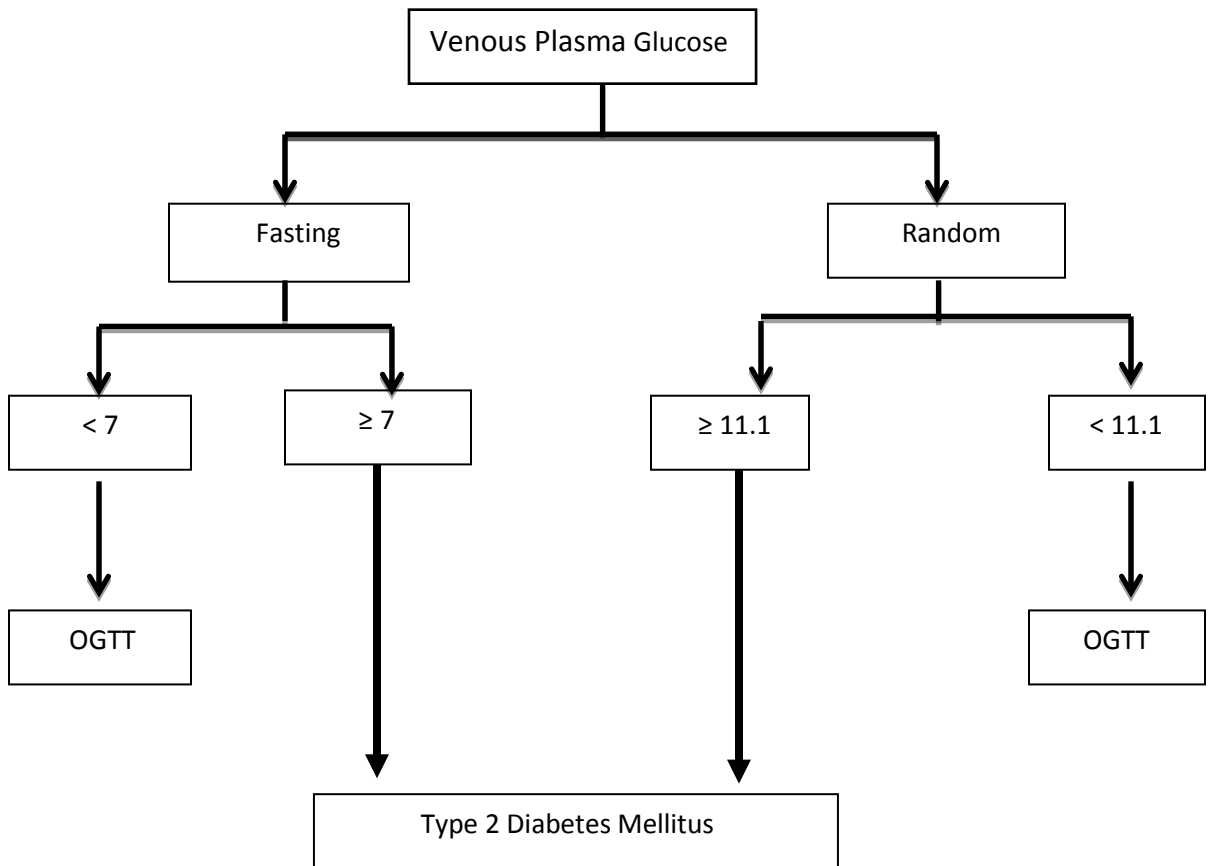 Venous Plasma Glucose
Fasting
Random
< 7
≥ 7
≥ 11.1
< 11.1
OGTT
OGTT
Type 2 Diabetes Mellitus